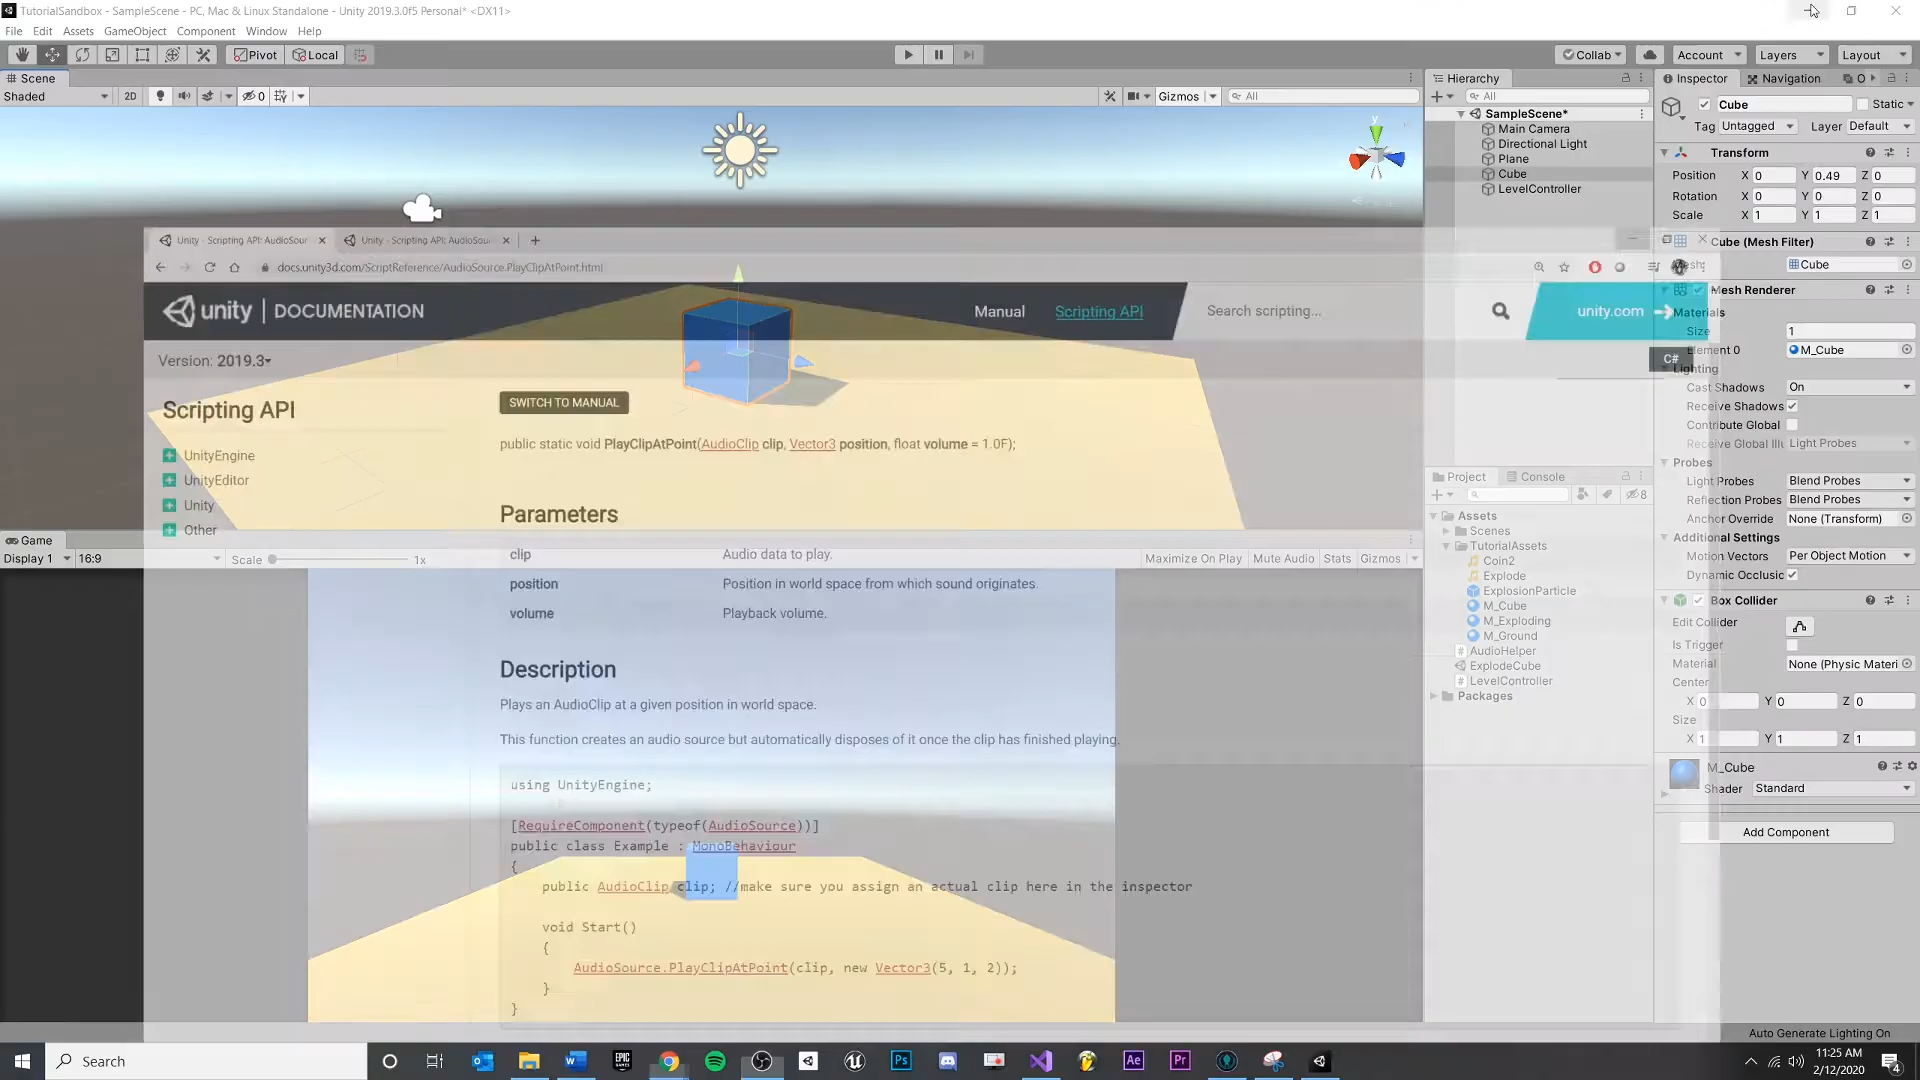 TutorialSandbox - SampleScene - PC, Mac & Linux Standalone - Unity 2019.3.0f5 Personal* <DX11>
File Edit Assets GameObject Component Window Help
Pivot Local Collab Account Layers Layout
Scene
Shaded 2D 0 Gizmos All
Hierarchy
All
SampleScene*
Main Camera
Directional Light
Plane
Cube
LevelController
Inspector Navigation O
Cube Static
Tag Untagged Layer Default
Transform
Position X 0 Y 0.49 Z 0
Rotation X 0 Y 0 Z 0
Scale X 1 Y 1 Z 1
Cube (Mesh Filter)
Mesh Cube
Mesh Renderer
Materials
Size 1
Element 0 M_Cube
Lighting
Cast Shadows On
Receive Shadows
Contribute Global
Receive Global Illu Light Probes
Probes
Light Probes Blend Probes
Reflection Probes Blend Probes
Anchor Override None (Transform)
Additional Settings
Motion Vectors Per Object Motion
Dynamic Occlusic
Box Collider
Edit Collider
Is Trigger
Material None (Physic Materi
Center
X 0 Y 0 Z 0
Size
X 1 Y 1 Z 1
M_Cube
Shader Standard
Add Component
Unity - Scripting API: AudioSour Unity - Scripting API: AudioSou
docs.unity3d.com/ScriptReference/AudioSource.PlayClipAtPoint.html
unity | DOCUMENTATION Manual Scripting API Search scripting... unity.com
Version: 2019.3
C#
Scripting API
UnityEngine
UnityEditor
Unity
Other
SWITCH TO MANUAL
public static void PlayClipAtPoint(AudioClip clip, Vector3 position, float volume = 1.0F);
Parameters
clip Audio data to play.
position Position in world space from which sound originates.
volume Playback volume.
Description
Plays an AudioClip at a given position in world space.
This function creates an audio source but automatically disposes of it once the clip has finished playing.
using UnityEngine;
[RequireComponent(typeof(AudioSource))]
public class Example : MonoBehaviour
{
public AudioClip clip; //make sure you assign an actual clip here in the inspector
void Start()
{
AudioSource.PlayClipAtPoint(clip, new Vector3(5, 1, 2));
}
}
Game
Display 1 16:9 Scale 1x Maximize On Play Mute Audio Stats Gizmos
Project Console
8
Assets
Scenes
TutorialAssets
Coin2
Explode
ExplosionParticle
M_Cube
M_Exploding
M_Ground
AudioHelper
ExplodeCube
LevelController
Packages
Auto Generate Lighting On
Search
11:25 AM
2/12/2020
4